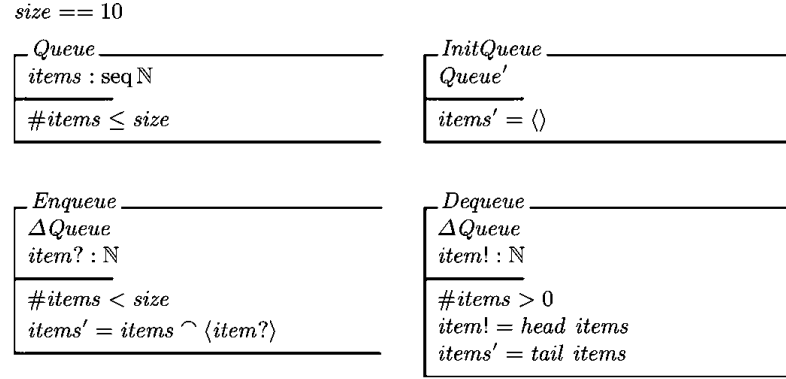 size == 10
Queue
items : seq ℕ
#items ≤ size
InitQueue
Queue′
items′ = ⟨⟩
Enqueue
ΔQueue
item? : ℕ
#items < size
items′ = items ⌢ ⟨item?⟩
Dequeue
ΔQueue
item! : ℕ
#items > 0
item! = head items
items′ = tail items